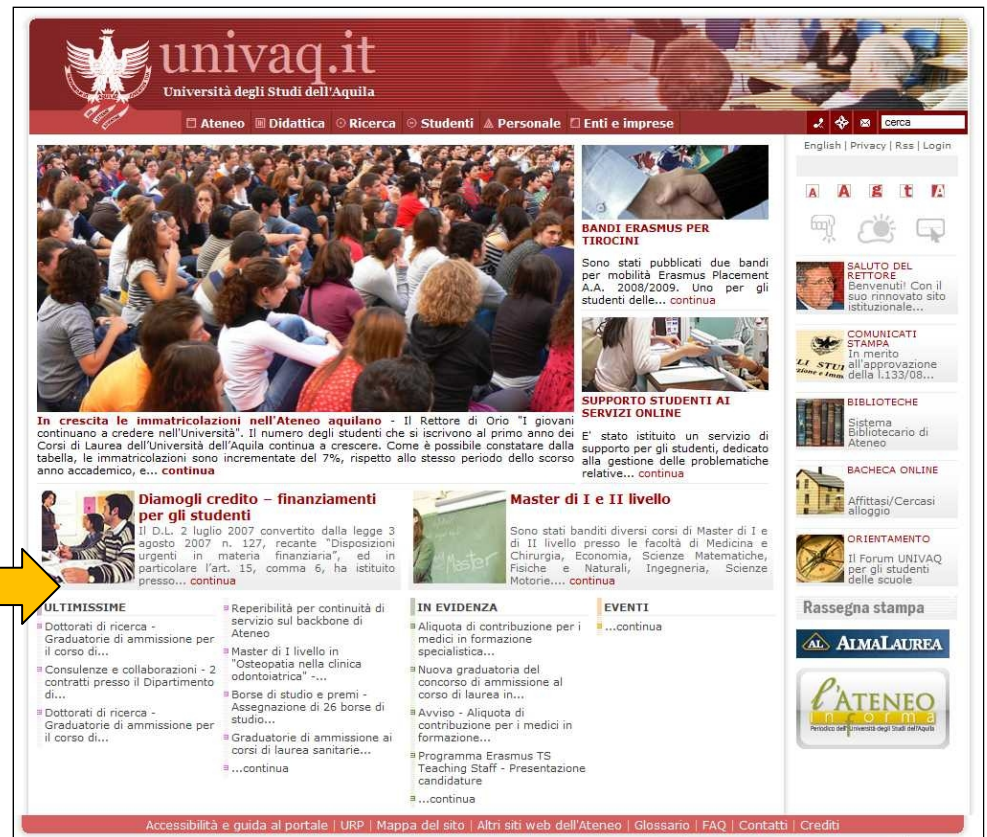 univaq.it
Università degli Studi dell'Aquila
Ateneo Didattica Ricerca Studenti Personale Enti e imprese
cerca
English | Privacy | Rss | Login
A A g t A
BANDI ERASMUS PER
TIROCINI
Sono stati pubblicati due bandi
per mobilità Erasmus Placement
A.A. 2008/2009. Uno per gli
studenti delle... continua
SUPPORTO STUDENTI AI
SERVIZI ONLINE
E' stato istituito un servizio di
supporto per gli studenti, dedicato
alla gestione delle problematiche
relative... continua
In crescita le immatricolazioni nell'Ateneo aquilano - Il Rettore di Orio "I giovani
continuano a credere nell'Università". Il numero degli studenti che si iscrivono al primo anno dei
Corsi di Laurea dell'Università dell'Aquila continua a crescere. Come è possibile constatare dalla
tabella, le immatricolazioni sono incrementate del 7%, rispetto allo stesso periodo dello scorso
anno accademico, e... continua
Diamogli credito – finanziamenti
per gli studenti
Il D.L. 2 luglio 2007 convertito dalla legge 3
agosto 2007 n. 127, recante "Disposizioni
urgenti in materia finanziaria", ed in
particolare l'art. 15, comma 6, ha istituito
presso... continua
Master
Master di I e II livello
Sono stati banditi diversi corsi di Master di I e
di II livello presso le facoltà di Medicina e
Chirurgia, Economia, Scienze Matematiche,
Fisiche e Naturali, Ingegneria, Scienze
Motorie.... continua
ULTIMISSIME
Dottorati di ricerca -
Graduatorie di ammissione per
il corso di...
Consulenze e collaborazioni - 2
contratti presso il Dipartimento
di...
Dottorati di ricerca -
Graduatorie di ammissione per
il corso di...
Reperibilità per continuità di
servizio sul backbone di
Ateneo
Master di I livello in
"Osteopatia nella clinica
odontoiatrica" -...
Borse di studio e premi -
Assegnazione di 26 borse di
studio...
Graduatorie di ammissione ai
corsi di laurea sanitarie...
...continua
IN EVIDENZA
Aliquota di contribuzione per i
medici in formazione
specialistica...
Nuova graduatoria del
concorso di ammissione al
corso di laurea in...
Avviso - Aliquota di
contribuzione per i medici in
formazione...
Programma Erasmus TS
Teaching Staff - Presentazione
candidature
...continua
EVENTI
...continua
SALUTO DEL
RETTORE
Benvenuti! Con il
suo rinnovato sito
istituzionale...
COMUNICATI
STAMPA
In merito
all'approvazione
della l.133/08...
BIBLIOTECHE
Sistema
Bibliotecario di
Ateneo
BACHECA ONLINE
Affittasi/Cercasi
alloggio
ORIENTAMENTO
Il Forum UNIVAQ
per gli studenti
delle scuole
Rassegna stampa
AL ALMALAUREA
l'ATENEO
informa
Periodico dell'Università degli Studi dell'Aquila
Accessibilità e guida al portale | URP | Mappa del sito | Altri siti web dell'Ateneo | Glossario | FAQ | Contatti | Crediti